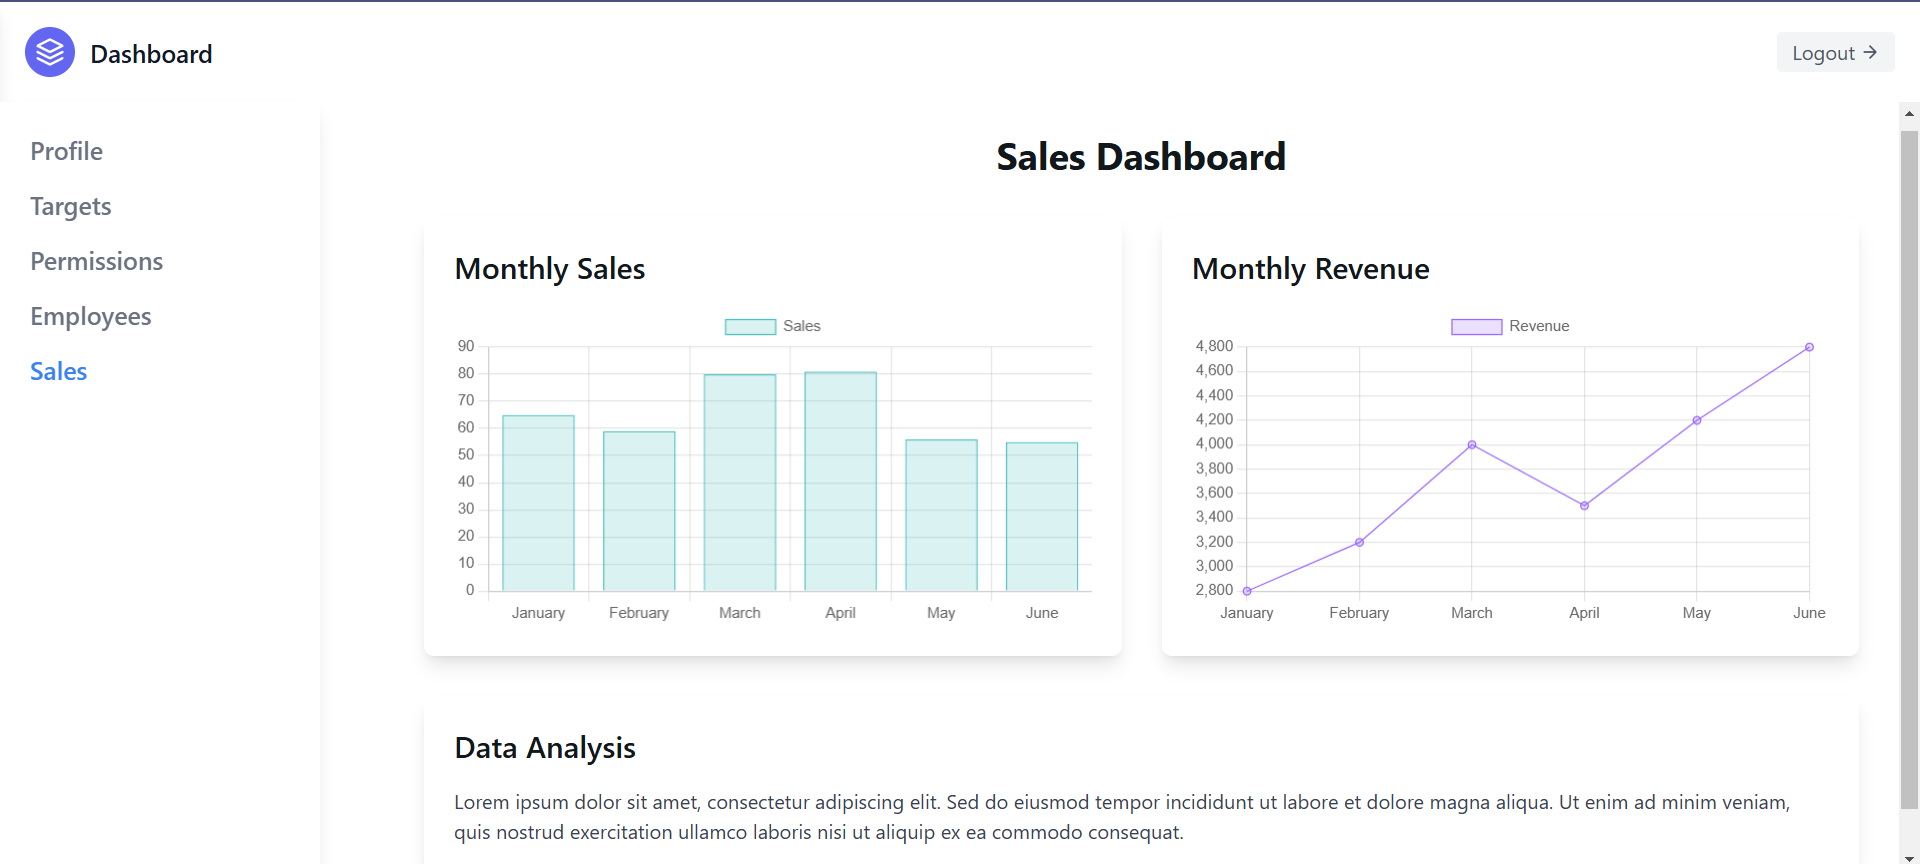 Dashboard
Logout
Profile
Targets
Permissions
Employees
Sales
Sales Dashboard
Monthly Sales
Sales
90
80
70
60
50
40
30
20
10
0
January February March April May June
Monthly Revenue
Revenue
4,800
4,600
4,400
4,200
4,000
3,800
3,600
3,400
3,200
3,000
2,800
January February March April May June
Data Analysis
Lorem ipsum dolor sit amet, consectetur adipiscing elit. Sed do eiusmod tempor incididunt ut labore et dolore magna aliqua. Ut enim ad minim veniam,
quis nostrud exercitation ullamco laboris nisi ut aliquip ex ea commodo consequat.